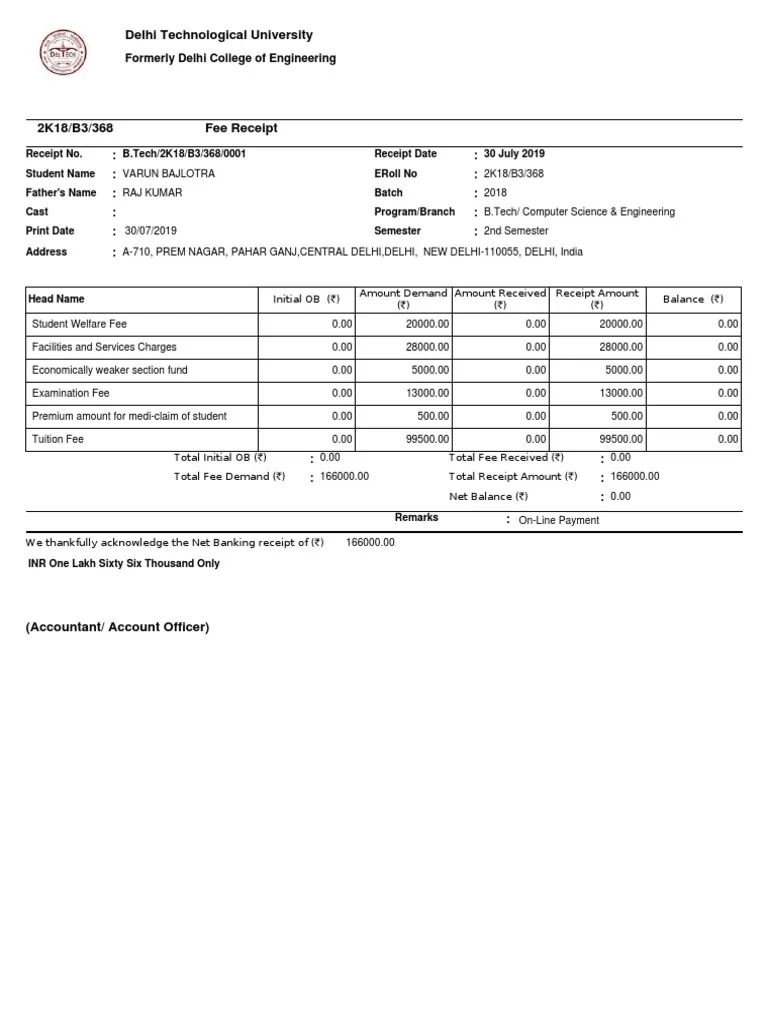 Delhi Technological University
Formerly Delhi College of Engineering
DELTECH
2K18/B3/368 Fee Receipt
Receipt No. : B.Tech/2K18/B3/368/0001 Receipt Date : 30 July 2019
Student Name : VARUN BAJLOTRA ERoll No : 2K18/B3/368
Father's Name : RAJ KUMAR Batch : 2018
Cast : Program/Branch : B.Tech/ Computer Science & Engineering
Print Date : 30/07/2019 Semester : 2nd Semester
Address : A-710, PREM NAGAR, PAHAR GANJ,CENTRAL DELHI,DELHI, NEW DELHI-110055, DELHI, India
Head Name Initial OB (₹) Amount Demand (₹) Amount Received (₹) Receipt Amount (₹) Balance (₹)
Student Welfare Fee 0.00 20000.00 0.00 20000.00 0.00
Facilities and Services Charges 0.00 28000.00 0.00 28000.00 0.00
Economically weaker section fund 0.00 5000.00 0.00 5000.00 0.00
Examination Fee 0.00 13000.00 0.00 13000.00 0.00
Premium amount for medi-claim of student 0.00 500.00 0.00 500.00 0.00
Tuition Fee 0.00 99500.00 0.00 99500.00 0.00
Total Initial OB (₹) : 0.00 Total Fee Received (₹) : 0.00
Total Fee Demand (₹) : 166000.00 Total Receipt Amount (₹) : 166000.00
Net Balance (₹) : 0.00
Remarks : On-Line Payment
We thankfully acknowledge the Net Banking receipt of (₹) 166000.00
INR One Lakh Sixty Six Thousand Only
(Accountant/ Account Officer)